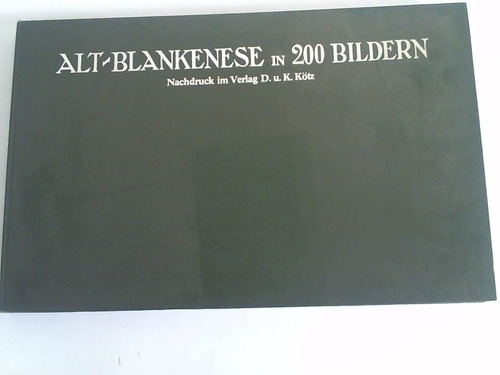 ALT-BLANKENESE IN 200 BILDERN
Nachdruck im Verlag D. u. K. Kötz